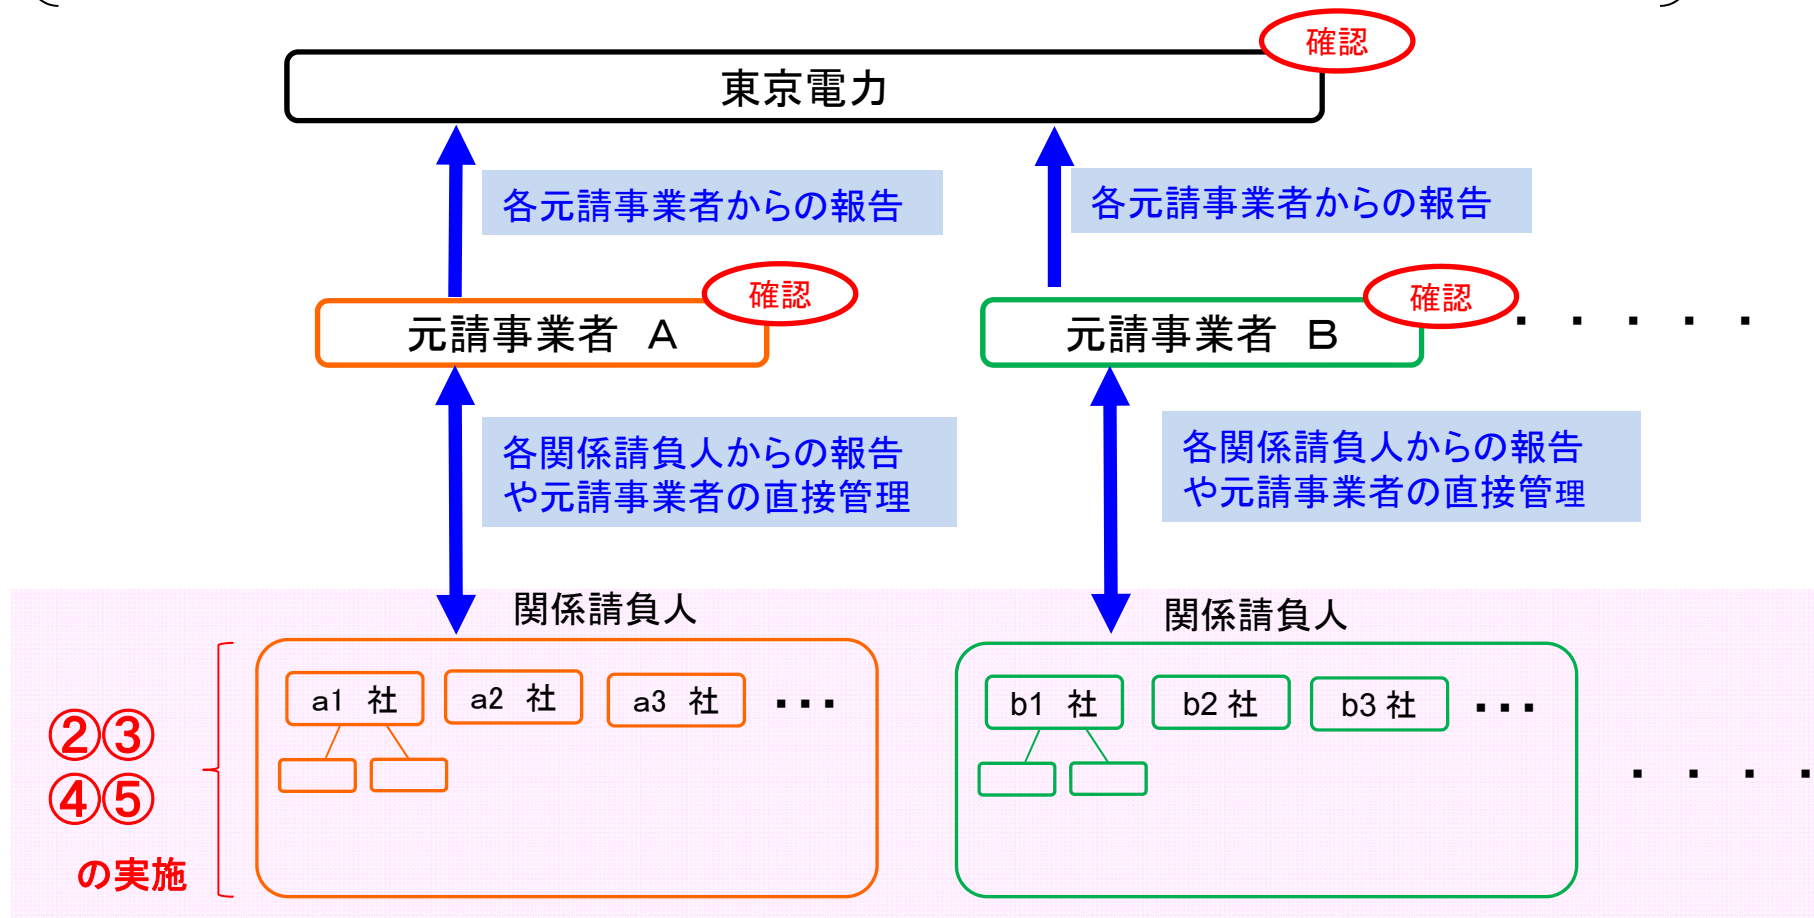 確認
東京電力
各元請事業者からの報告
各元請事業者からの報告
確認
元請事業者　A
確認
元請事業者　B
・・・・・
各関係請負人からの報告
や元請事業者の直接管理
各関係請負人からの報告
や元請事業者の直接管理
関係請負人
関係請負人
a1　社
a2　社
a3　社
・・・
b1　社
b2 社
b3 社
・・・
②③
④⑤
の実施
・・・・